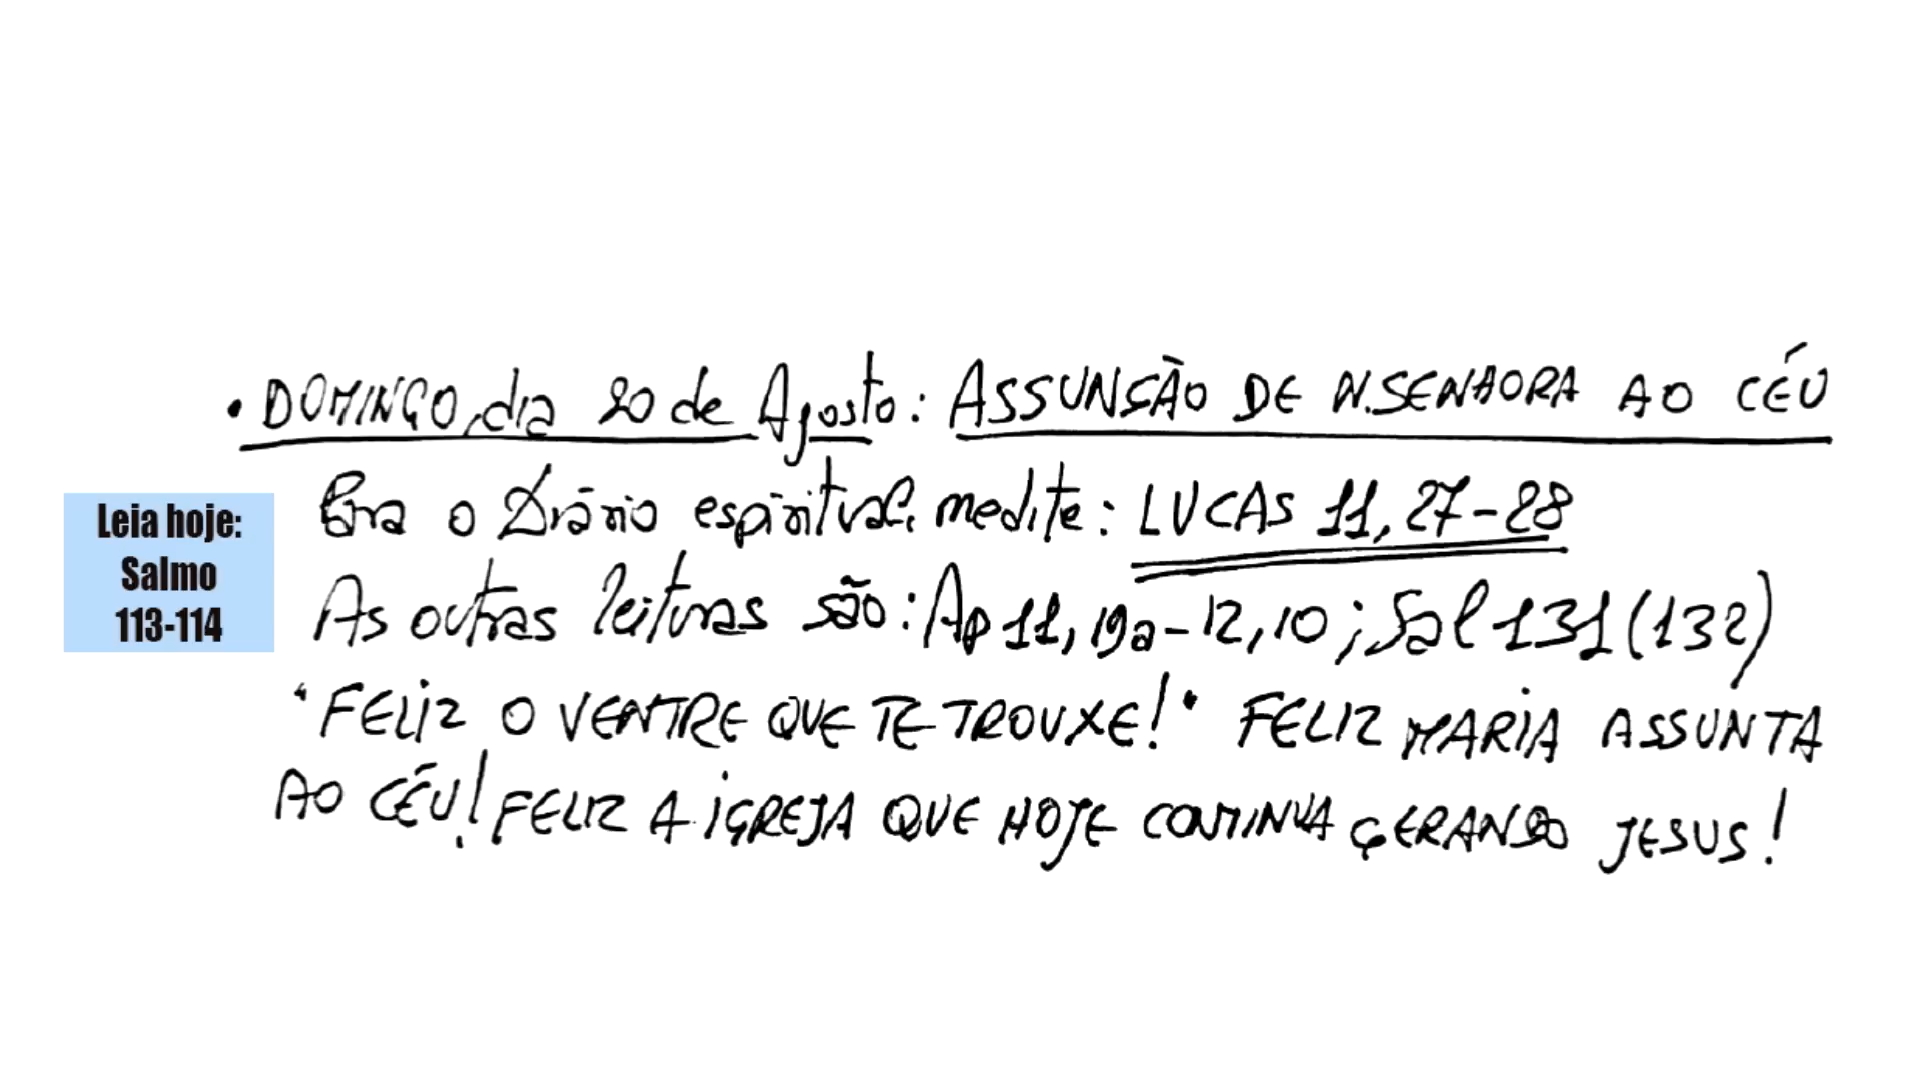 • DOMINGO, dia 20 de Agosto: ASSUNÇÃO DE N. SENHORA AO CÉU
Para o Diário espiritual, medite: LUCAS 11, 27-28
Leia hoje:
Salmo
113-114
As outras leituras são: Ap 11, 19a-12, 10; Sal 131 (132)
"FELIZ O VENTRE QUE TE TROUXE!" FELIZ MARIA ASSUNTA
AO CÉU! FELIZ A IGREJA QUE HOJE CONTINUA GERANDO JESUS!